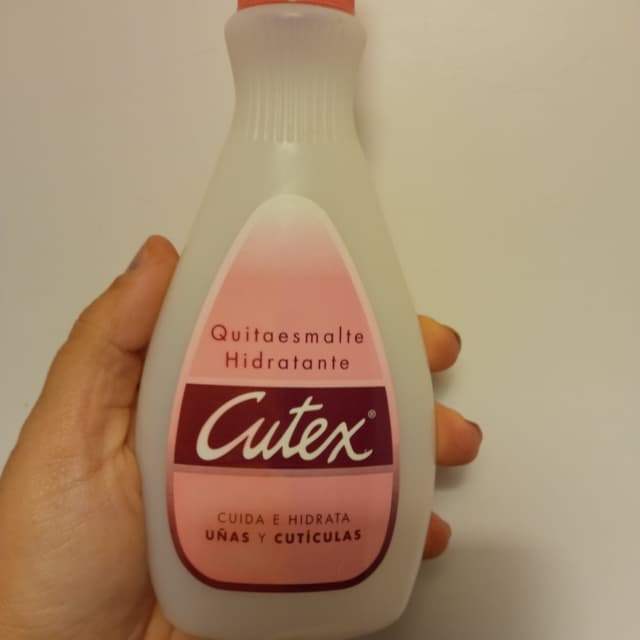 Quitaesmalte
Hidratante
Cutex®
CUIDA E HIDRATA
UÑAS Y CUTÍCULAS